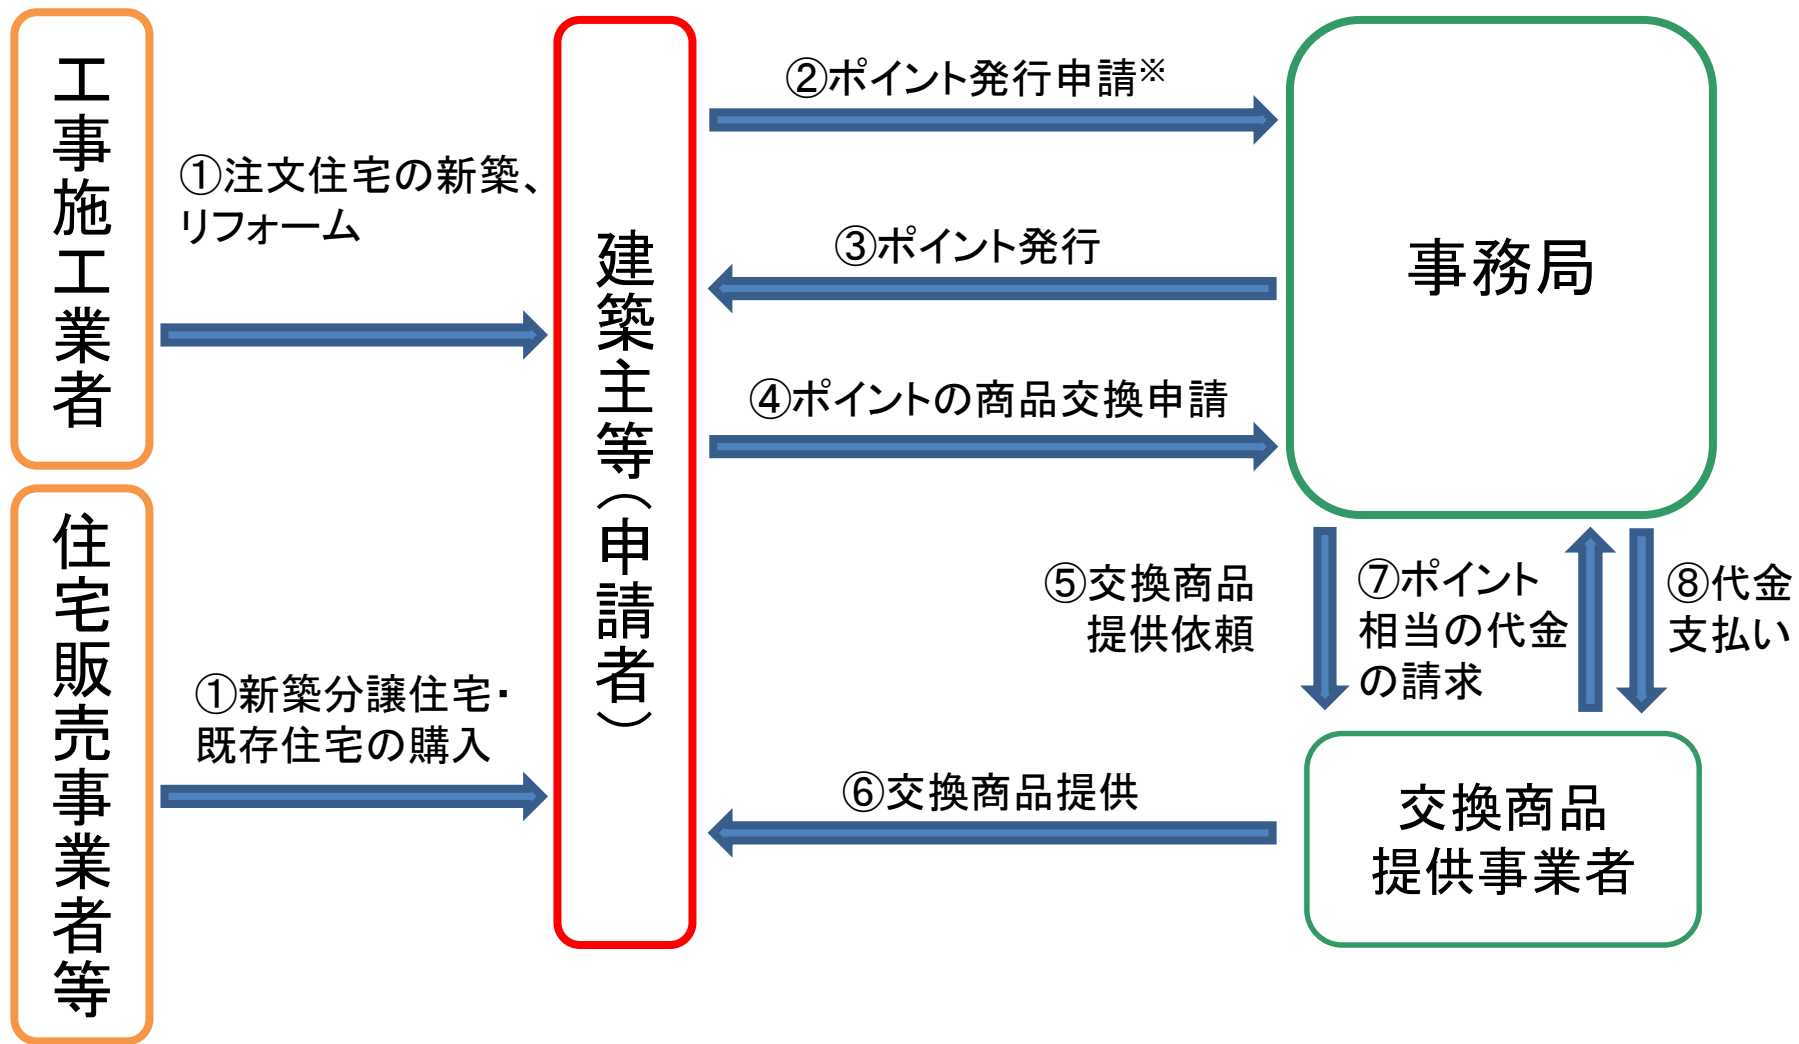 工事施工業者
①注文住宅の新築、
リフォーム
住宅販売事業者等
①新築分譲住宅・
既存住宅の購入
建築主等(申請者)
②ポイント発行申請※
③ポイント発行
④ポイントの商品交換申請
事務局
⑤交換商品
提供依頼
⑦ポイント
相当の代金
の請求
⑧代金
支払い
⑥交換商品提供
交換商品
提供事業者